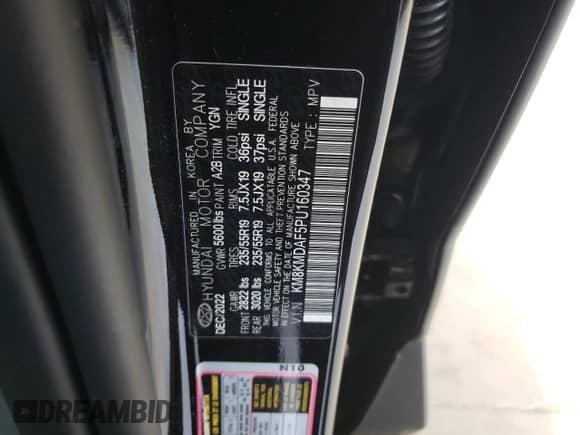 MANUFACTURED IN KOREA BY
HYUNDAI MOTOR COMPANY
DEC/2022 GVWR 5600lbs PAINT A2B TRIM YGN
GAWR TIRES RIMS COLD TIRE INFL
FRONT 2822 lbs 235/55R19 7.5JX19 36psi SINGLE
REAR 3020 lbs 235/55R19 7.5JX19 37psi SINGLE
THIS VEHICLE CONFORMS TO ALL APPLICABLE U.S.A. FEDERAL
MOTOR VEHICLE SAFETY AND THEFT PREVENTION STANDARDS
IN EFFECT ON THE DATE OF MANUFACTURE SHOWN ABOVE
VIN : KM8KMDAF5PU160347 TYPE : MPV
01N
DREAMBID